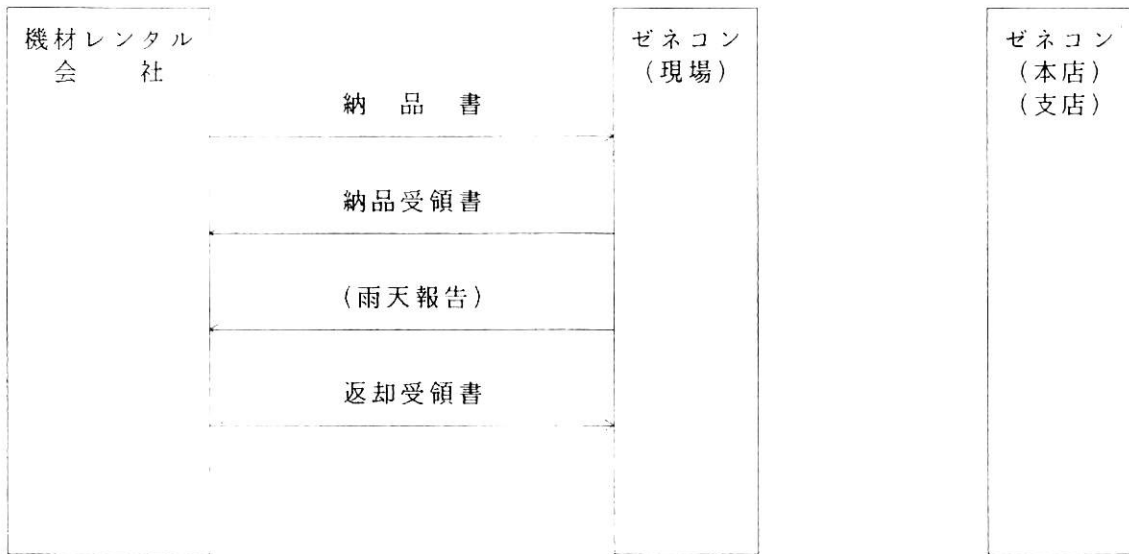 機材レンタル
会社
ゼネコン
(現場)
ゼネコン
(本店)
(支店)
納品書
納品受領書
(雨天報告)
返却受領書